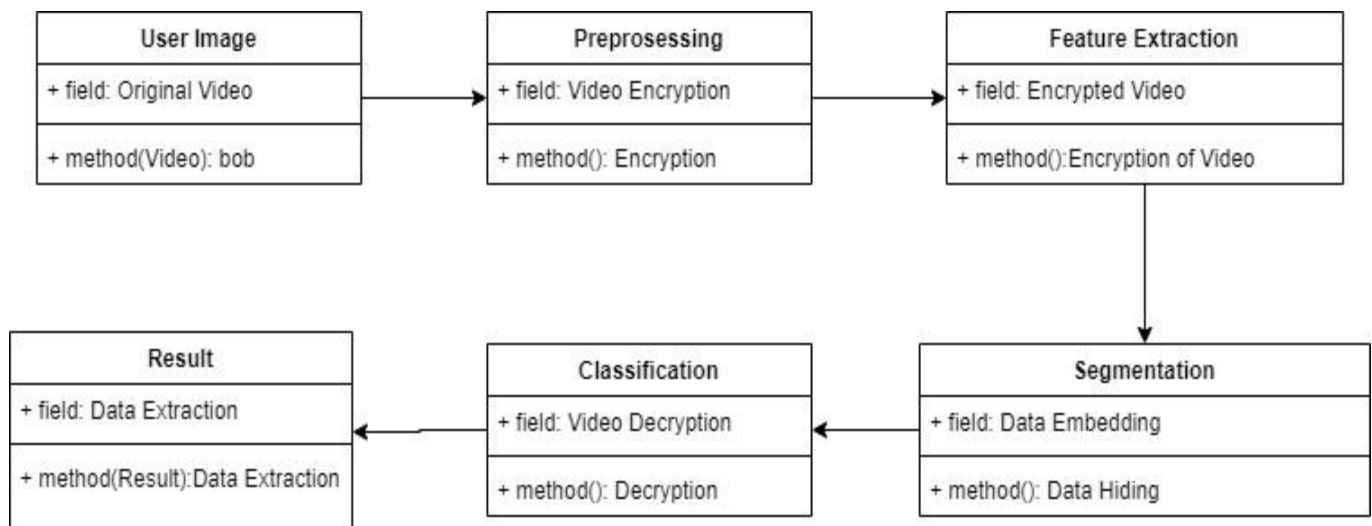 User Image
+ field: Original Video
+ method(Video): bob
Preprosessing
+ field: Video Encryption
+ method(): Encryption
Feature Extraction
+ field: Encrypted Video
+ method():Encryption of Video
Segmentation
+ field: Data Embedding
+ method(): Data Hiding
Classification
+ field: Video Decryption
+ method(): Decryption
Result
+ field: Data Extraction
+ method(Result):Data Extraction